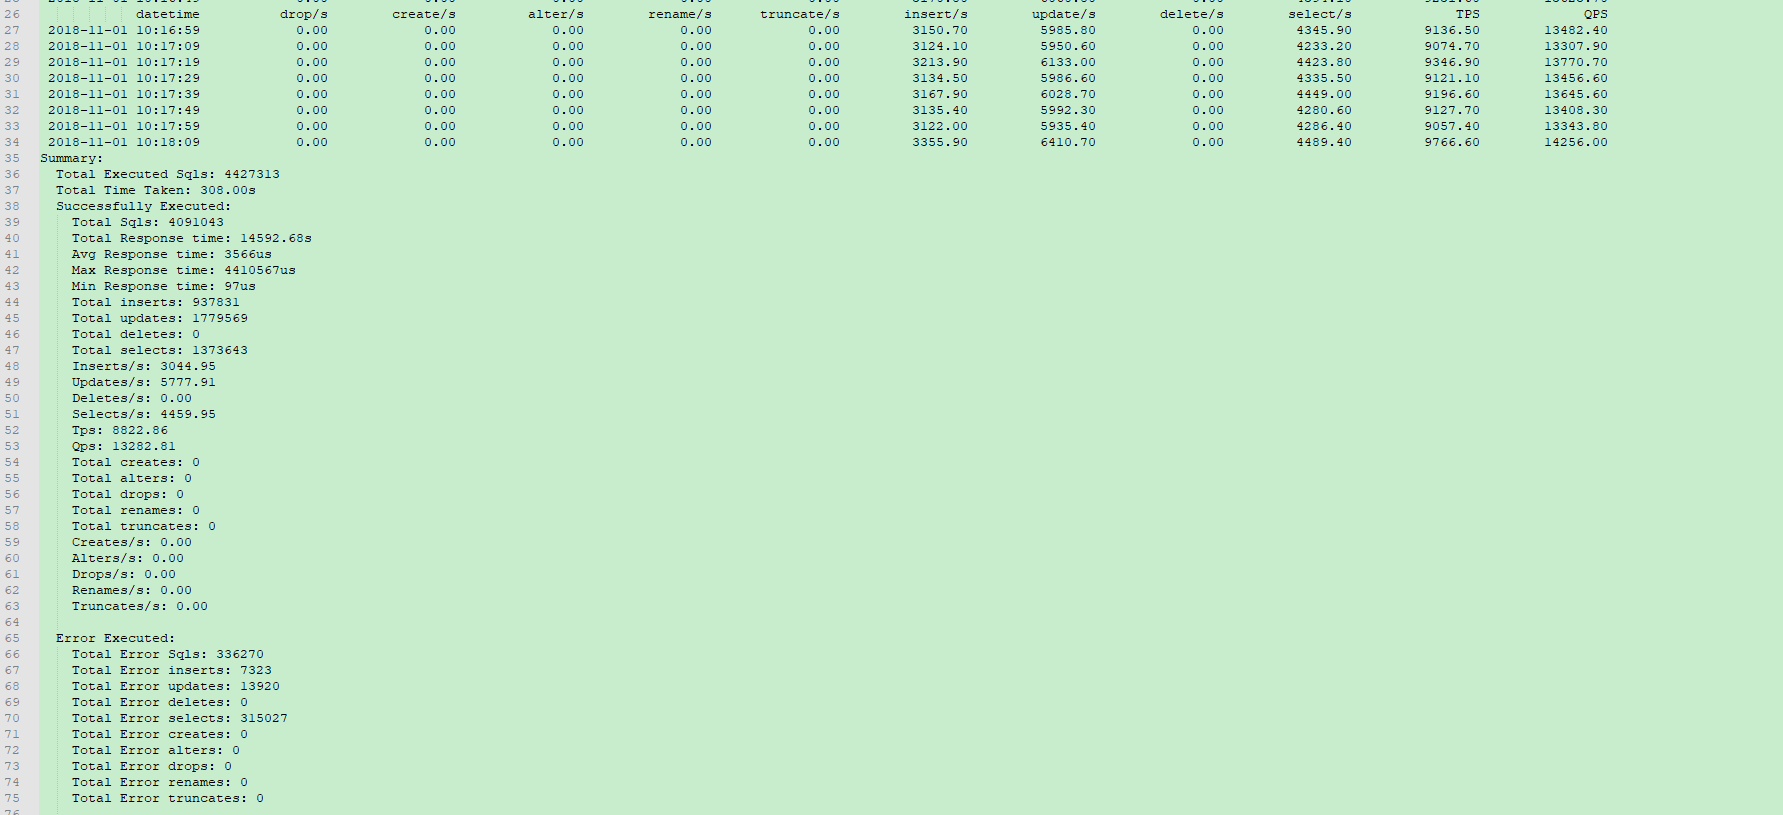 26 datetime drop/s create/s alter/s rename/s truncate/s insert/s update/s delete/s select/s TPS QPS
27 2018-11-01 10:16:59 0.00 0.00 0.00 0.00 0.00 3150.70 5985.80 0.00 4345.90 9136.50 13482.40
28 2018-11-01 10:17:09 0.00 0.00 0.00 0.00 0.00 3124.10 5950.60 0.00 4233.20 9074.70 13307.90
29 2018-11-01 10:17:19 0.00 0.00 0.00 0.00 0.00 3213.90 6133.00 0.00 4423.80 9346.90 13770.70
30 2018-11-01 10:17:29 0.00 0.00 0.00 0.00 0.00 3134.50 5986.60 0.00 4335.50 9121.10 13456.60
31 2018-11-01 10:17:39 0.00 0.00 0.00 0.00 0.00 3167.90 6028.70 0.00 4449.00 9196.60 13645.60
32 2018-11-01 10:17:49 0.00 0.00 0.00 0.00 0.00 3135.40 5992.30 0.00 4280.60 9127.70 13408.30
33 2018-11-01 10:17:59 0.00 0.00 0.00 0.00 0.00 3122.00 5935.40 0.00 4286.40 9057.40 13343.80
34 2018-11-01 10:18:09 0.00 0.00 0.00 0.00 0.00 3355.90 6410.70 0.00 4489.40 9766.60 14256.00
35 Summary:
36 Total Executed Sqls: 4427313
37 Total Time Taken: 308.00s
38 Successfully Executed:
39 Total Sqls: 4091043
40 Total Response time: 14592.68s
41 Avg Response time: 3566us
42 Max Response time: 4410567us
43 Min Response time: 97us
44 Total inserts: 937831
45 Total updates: 1779569
46 Total deletes: 0
47 Total selects: 1373643
48 Inserts/s: 3044.95
49 Updates/s: 5777.91
50 Deletes/s: 0.00
51 Selects/s: 4459.95
52 Tps: 8822.86
53 Qps: 13282.81
54 Total creates: 0
55 Total alters: 0
56 Total drops: 0
57 Total renames: 0
58 Total truncates: 0
59 Creates/s: 0.00
60 Alters/s: 0.00
61 Drops/s: 0.00
62 Renames/s: 0.00
63 Truncates/s: 0.00
64
65 Error Executed:
66 Total Error Sqls: 336270
67 Total Error inserts: 7323
68 Total Error updates: 13920
69 Total Error deletes: 0
70 Total Error selects: 315027
71 Total Error creates: 0
72 Total Error alters: 0
73 Total Error drops: 0
74 Total Error renames: 0
75 Total Error truncates: 0